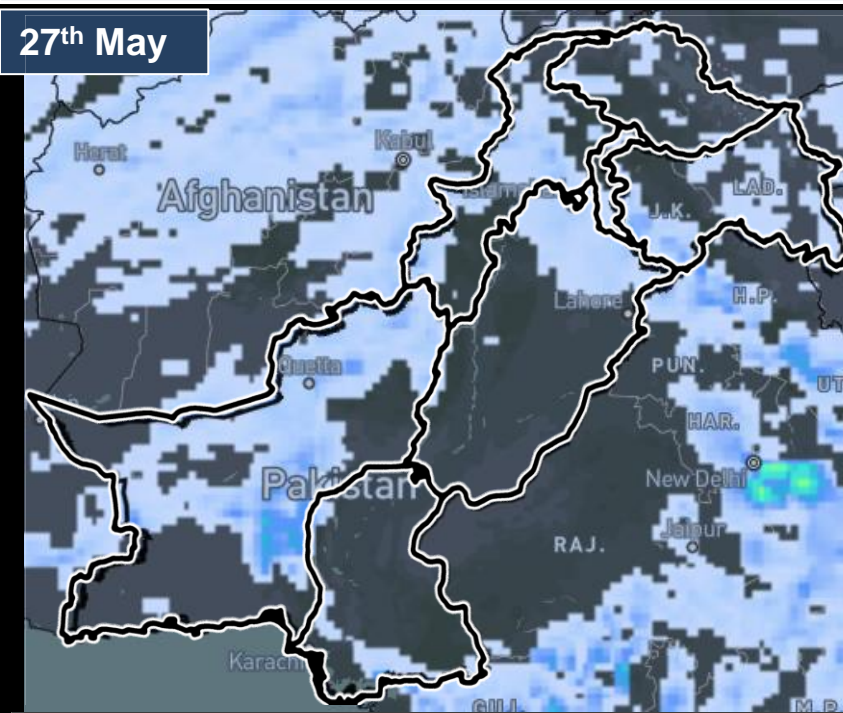 27th May
Herat
Kabul
Afghanistan
LAD.
J.K.
Lahore
H.P.
Quetta
PUN.
UT
HAR.
New Delhi
Pakistan
Jaipur
RAJ.
Karachi
GUJ.
M.P.